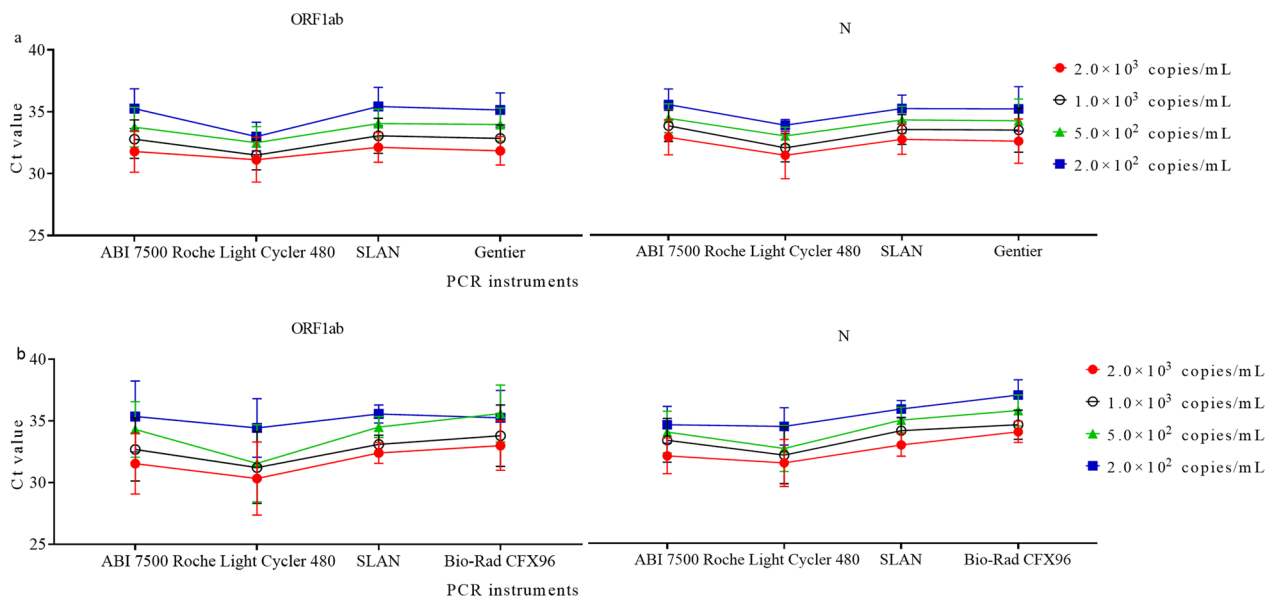 ORF1ab
N
a
40
35
30
25
Ct value
ABI 7500 Roche Light Cycler 480 SLAN Gentier
ABI 7500 Roche Light Cycler 480 SLAN Gentier
PCR instruments
2.0×10³ copies/mL
1.0×10³ copies/mL
5.0×10² copies/mL
2.0×10² copies/mL
ORF1ab
N
b
40
35
30
25
Ct value
ABI 7500 Roche Light Cycler 480 SLAN Bio-Rad CFX96
ABI 7500 Roche Light Cycler 480 SLAN Bio-Rad CFX96
PCR instruments
2.0×10³ copies/mL
1.0×10³ copies/mL
5.0×10² copies/mL
2.0×10² copies/mL